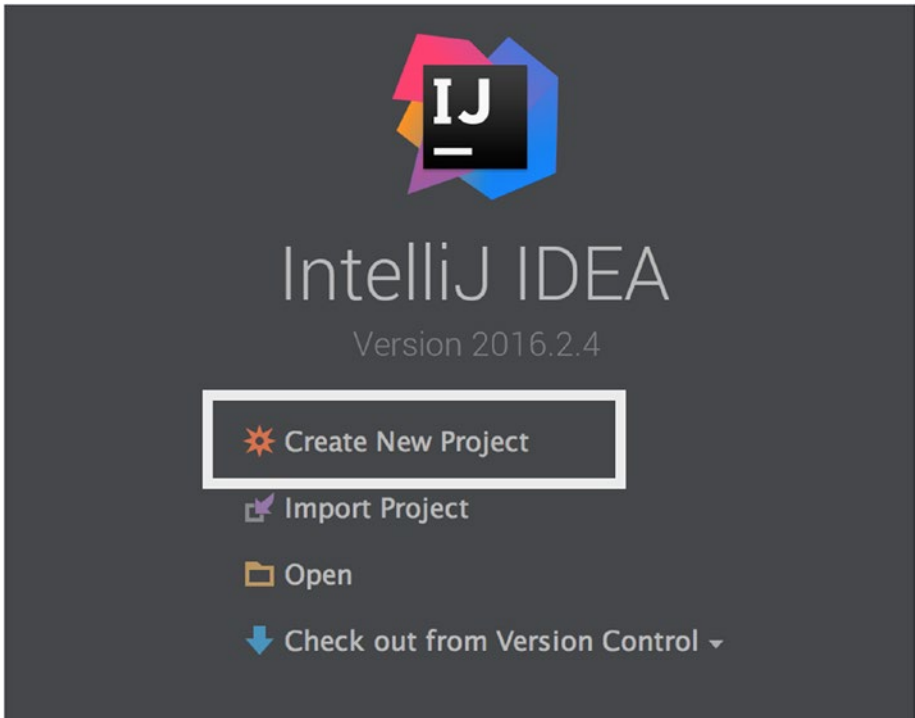 IJ
IntelliJ IDEA
Version 2016.2.4
Create New Project
Import Project
Open
Check out from Version Control